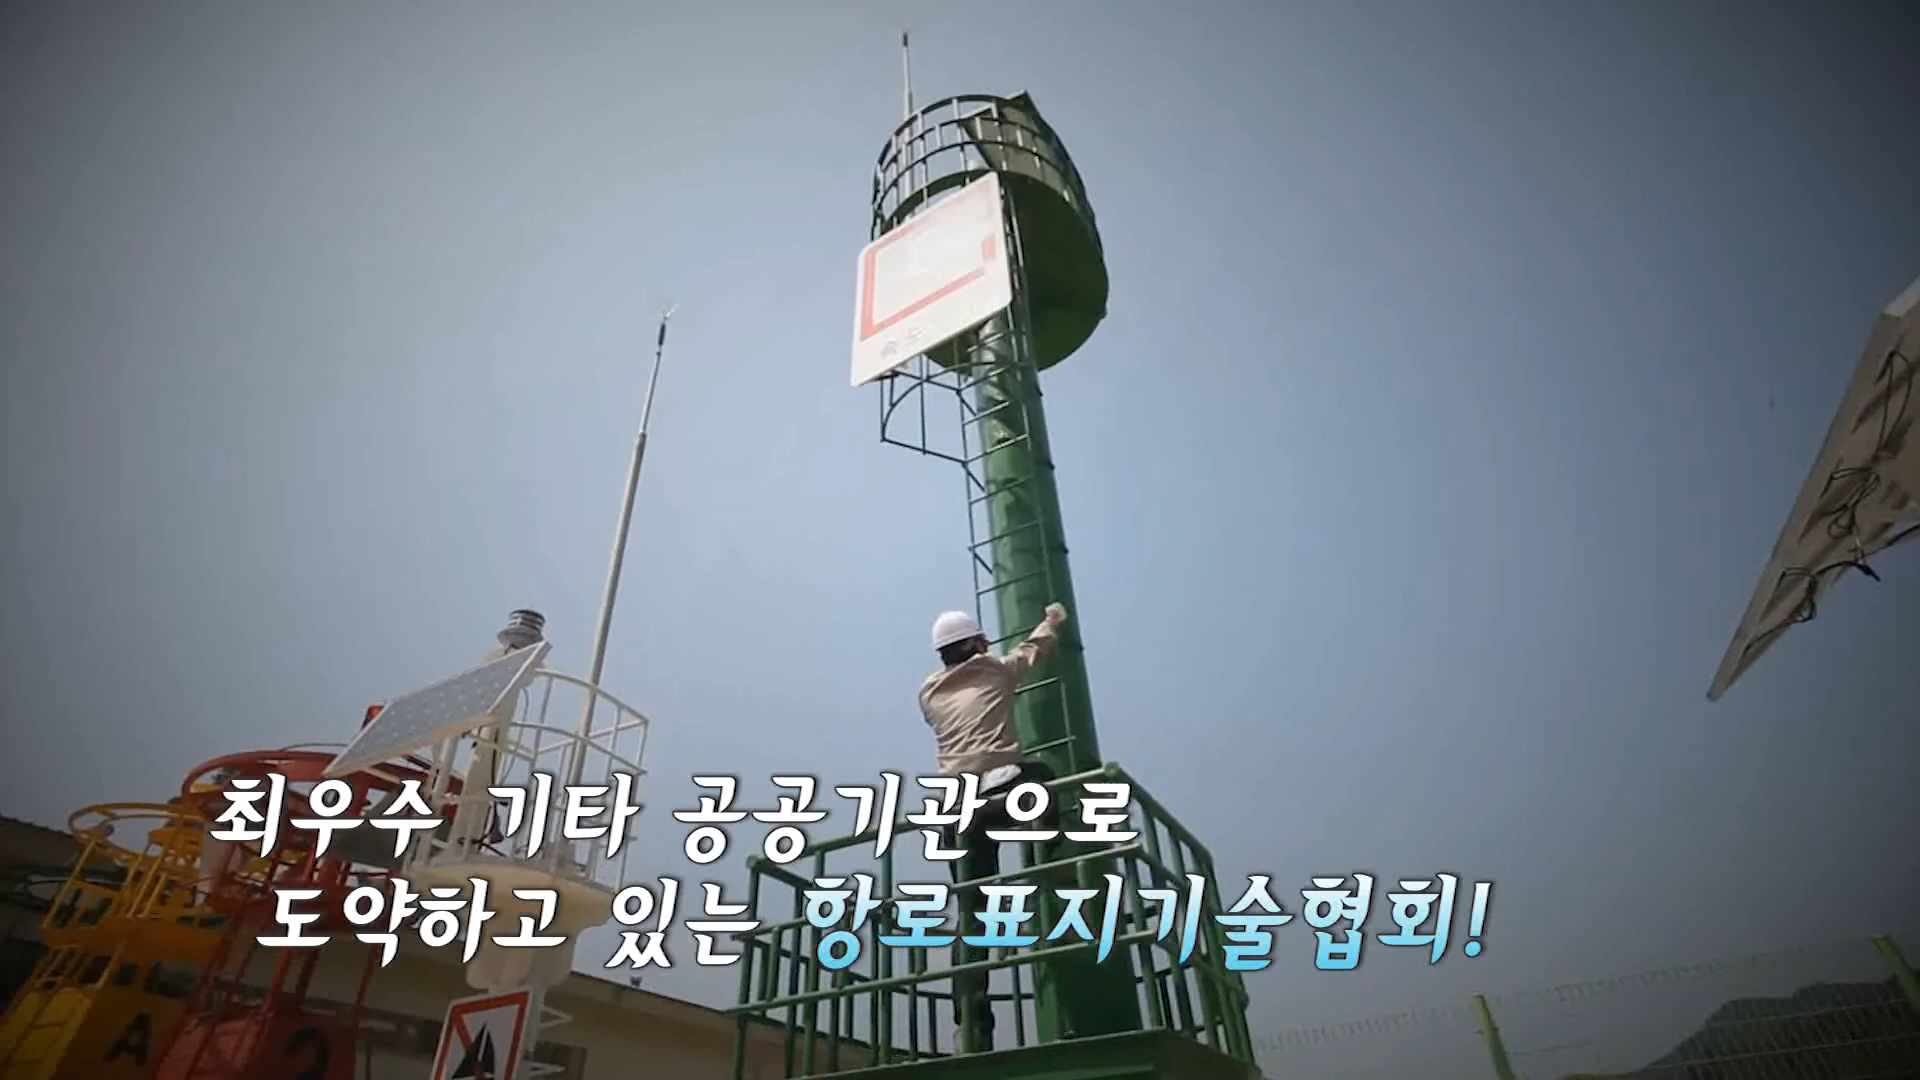 최우수 기타 공공기관으로
도약하고 있는 항로표지기술협회!
A
2